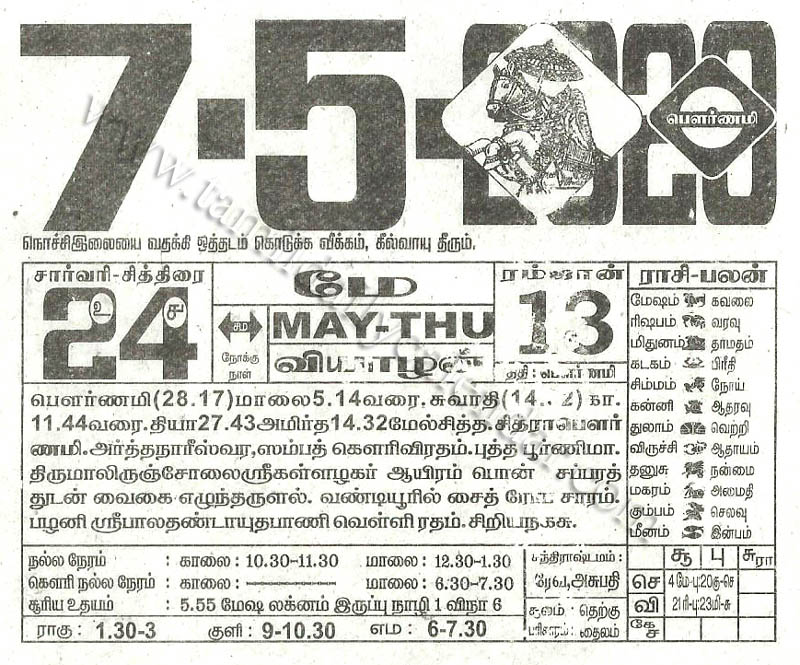 7-5-2020
பௌர்ணமி
www.tamildailycalendar.com
நொச்சிஇலையை வதக்கி ஒத்தடம் கொடுக்க வீக்கம், கீல்வாயு தீரும்.
சார்வரி-சித்திரை
24
உ
சம
நோக்கு
நாள்
மே
MAY-THU
வியாழன்
ரம்ஜான்
13
திதி: பௌர்ணமி
ராசி-பலன்
மேஷம் கவலை
ரிஷபம் வரவு
மிதுனம் தாமதம்
கடகம் பிரீதி
சிம்மம் நோய்
கன்னி ஆதரவு
துலாம் வெற்றி
விருச்சி ஆதாயம்
தனுசு நன்மை
மகரம் அமைதி
கும்பம் செலவு
மீனம் இன்பம்
பௌர்ணமி(28.17)மாலை5.14வரை, சுவாதி(14. கா.
11.44வரை.தியா27.43அமிர்த14.32மேல்சித்த.சித்ராபௌர்
ணமி. அர்த்தநாரீஸ்வர,ஸம்பத் கௌரிவிரதம். புத்த பூர்ணிமா.
திருமாலிருஞ்சோலைஸ்ரீகள்ளழகர் ஆயிரம் பொன் சப்பரத்
துடன் வைகை எழுந்தருளல். வண்டியூரில் சைத் சாரம்.
பழனி ஸ்ரீபாலதண்டாயுதபாணி வெள்ளி ரதம். சிறியநகசு.
நல்ல நேரம் : காலை: 10.30-11.30 மாலை: 12.30-1.30
கௌரி நல்ல நேரம் : காலை: ---------- மாலை: 6.30-7.30
சூரிய உதயம் : 5.55 மேஷ லக்னம் இருப்பு நாழி 1 விநா 6
ராகு: 1.30-3 குளி: 9-10.30 எம: 6-7.30
சந்திராஷ்டமம் :
ரேவ,அசுபதி
சூலம் : தெற்கு
பரிகாரம் : தைலம்
சூ பு சுரா
செ 4மே-பு:20கு-செ
வி 21ரி-பு:23மி-சு
கே